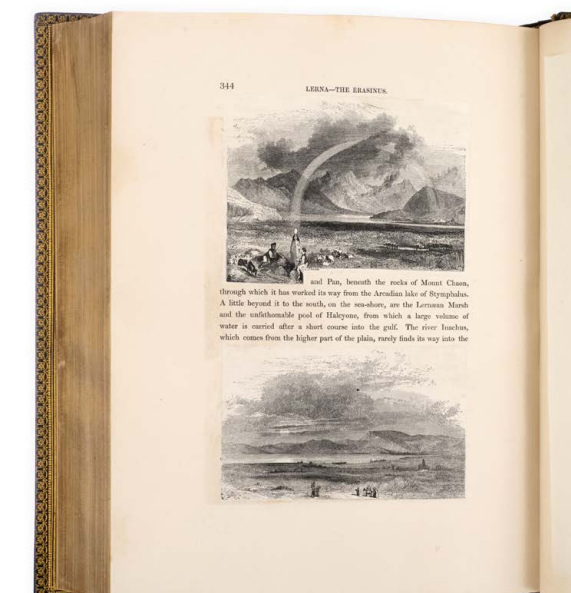 344
LERNA—THE ERASINUS.
and Pan, beneath the rocks of Mount Chaon,
through which it has worked its way from the Arcadian lake of Stymphalus.
A little beyond it to the south, on the sea-shore, are the Lernæan Marsh
and the unfathomable pool of Halcyone, from which a large volume of
water is carried after a short course into the gulf. The river Inachus,
which comes from the higher part of the plain, rarely finds its way into the